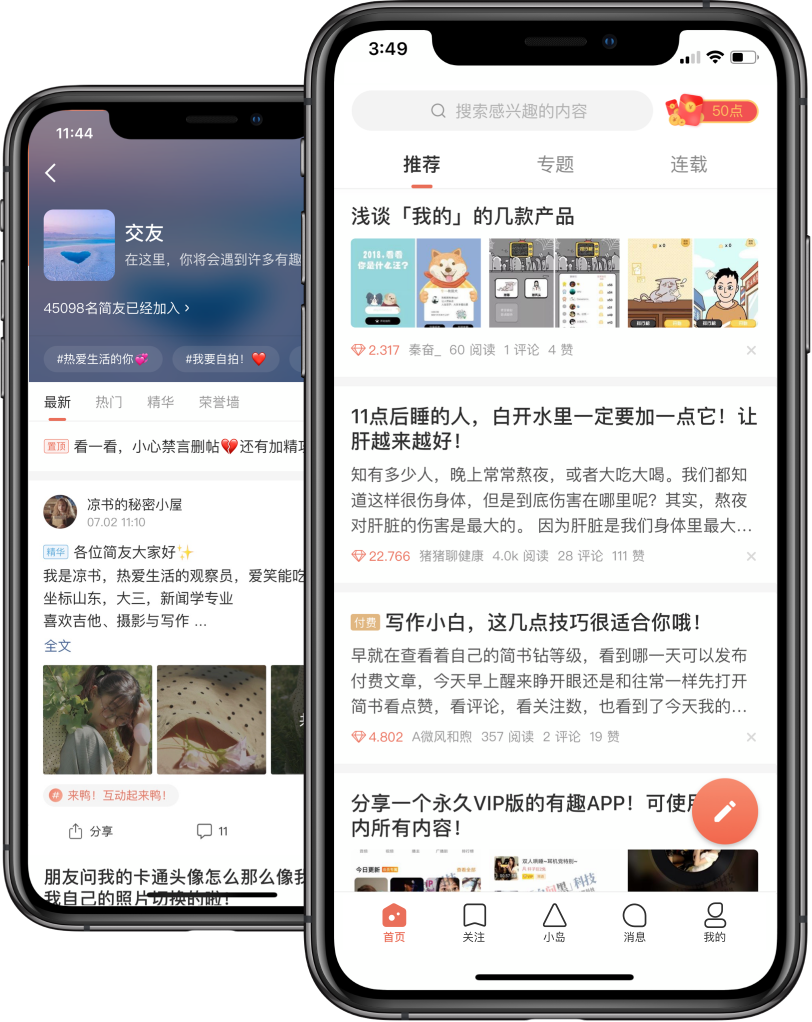 11:44
交友
在这里，你将会遇到许多有趣
45098名简友已经加入 ›
#热爱生活的你💕
#我要自拍！❤️
最新
热门
精华
荣誉墙
置顶 看一看，小心禁言删帖💔还有加精
凉书的秘密小屋
07.02 11:10
精华 各位简友大家好✨
我是凉书，热爱生活的观察员，爱笑能吃
坐标山东，大三，新闻学专业
喜欢吉他、摄影与写作 ...
全文
# 来鸭！互动起来鸭！
分享
11
朋友问我的卡通头像怎么那么像我
我自己的照片切换的啦！
3:49
搜索感兴趣的内容
50点
推荐
专题
连载
浅谈「我的」的几款产品
2018，看看
你是什么汪？
2.317 秦奋_ 60 阅读 1 评论 4 赞
11点后睡的人，白开水里一定要加一点它！让
肝越来越好！
知有多少人，晚上常常熬夜，或者大吃大喝。我们都知
道这样很伤身体，但是到底伤害在哪里呢？其实，熬夜
对肝脏的伤害是最大的。 因为肝脏是我们身体里最大...
22.766 猪猪聊健康 4.0k 阅读 28 评论 111 赞
付费 写作小白，这几点技巧很适合你哦！
早就在查看着自己的简书钻等级，看到哪一天可以发布
付费文章，今天早上醒来睁开眼还是和往常一样先打开
简书看点赞，看评论，看关注数，也看到了今天我的...
4.802 A微风和煦 357 阅读 2 评论 19 赞
分享一个永久VIP版的有趣APP！可使用
内所有内容！
今日更新
首页
关注
小岛
消息
我的